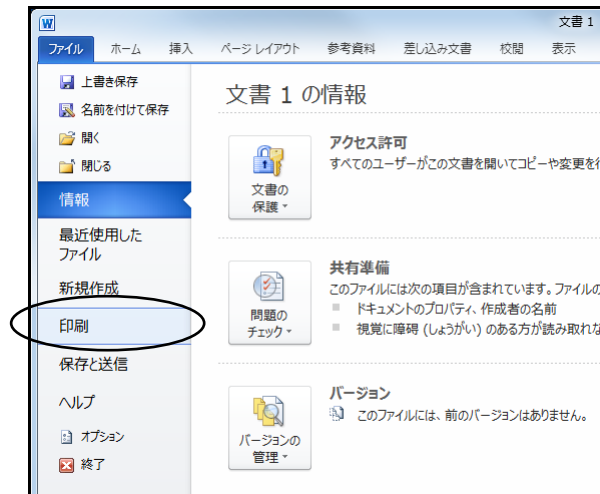 文書 1
ファイル ホーム 挿入 ページ レイアウト 参考資料 差し込み文書 校閲 表示
上書き保存
名前を付けて保存
開く
閉じる
情報
最近使用した
ファイル
新規作成
印刷
保存と送信
ヘルプ
オプション
終了
文書 1 の情報
文書の
保護
アクセス許可
すべてのユーザーがこの文書を開いてコピーや変更を
問題の
チェック
共有準備
このファイルには次の項目が含まれています。ファイルの
ドキュメントのプロパティ、作成者の名前
視覚に障碍 (しょうがい) のある方が読み取れな
バージョンの
管理
バージョン
このファイルには、前のバージョンはありません。